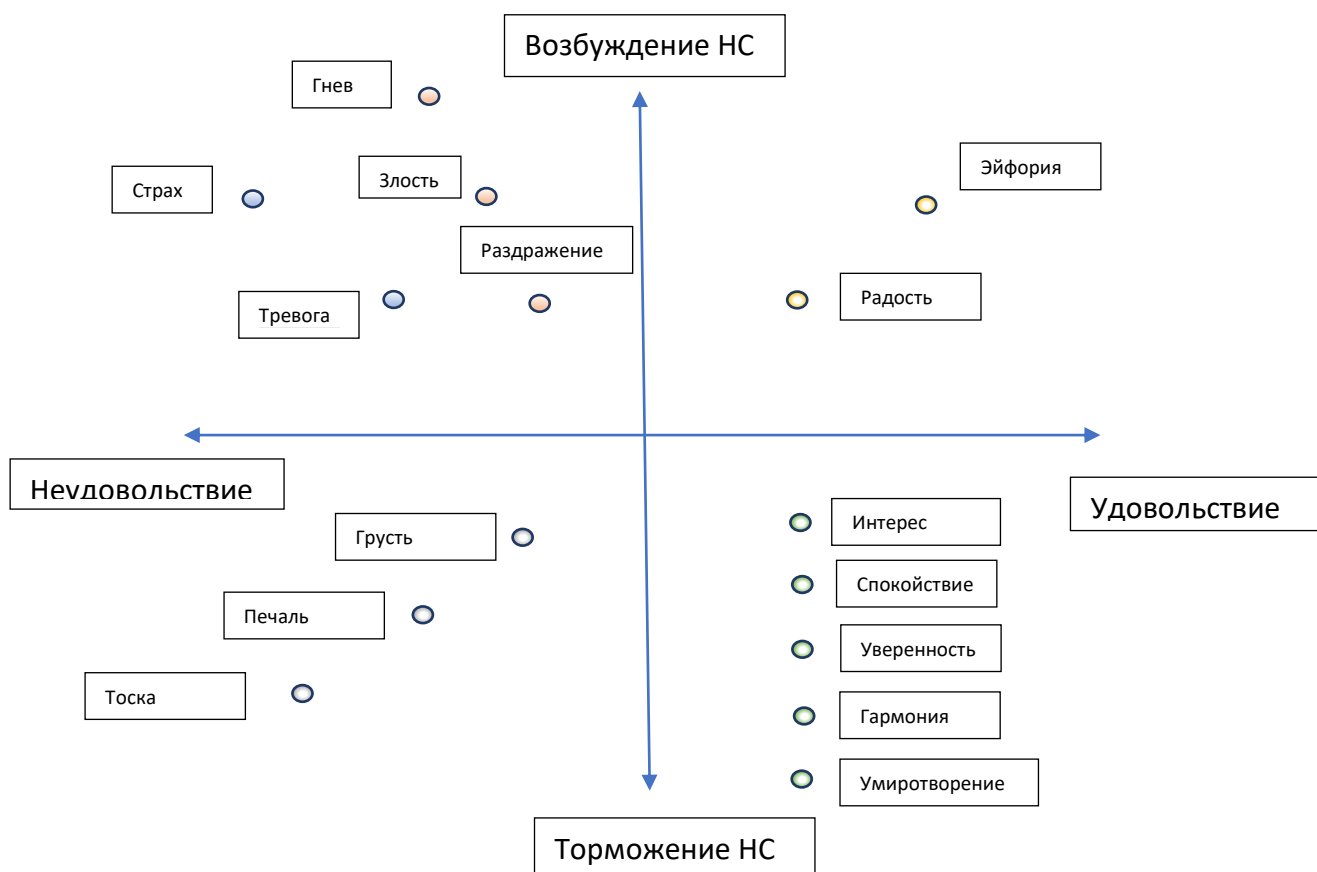 Возбуждение НС
Гнев
Эйфория
Злость
Страх
Раздражение
Радость
Тревога
Неудовольствие
Удовольствие
Интерес
Грусть
Спокойствие
Печаль
Уверенность
Тоска
Гармония
Умиротворение
Торможение НС